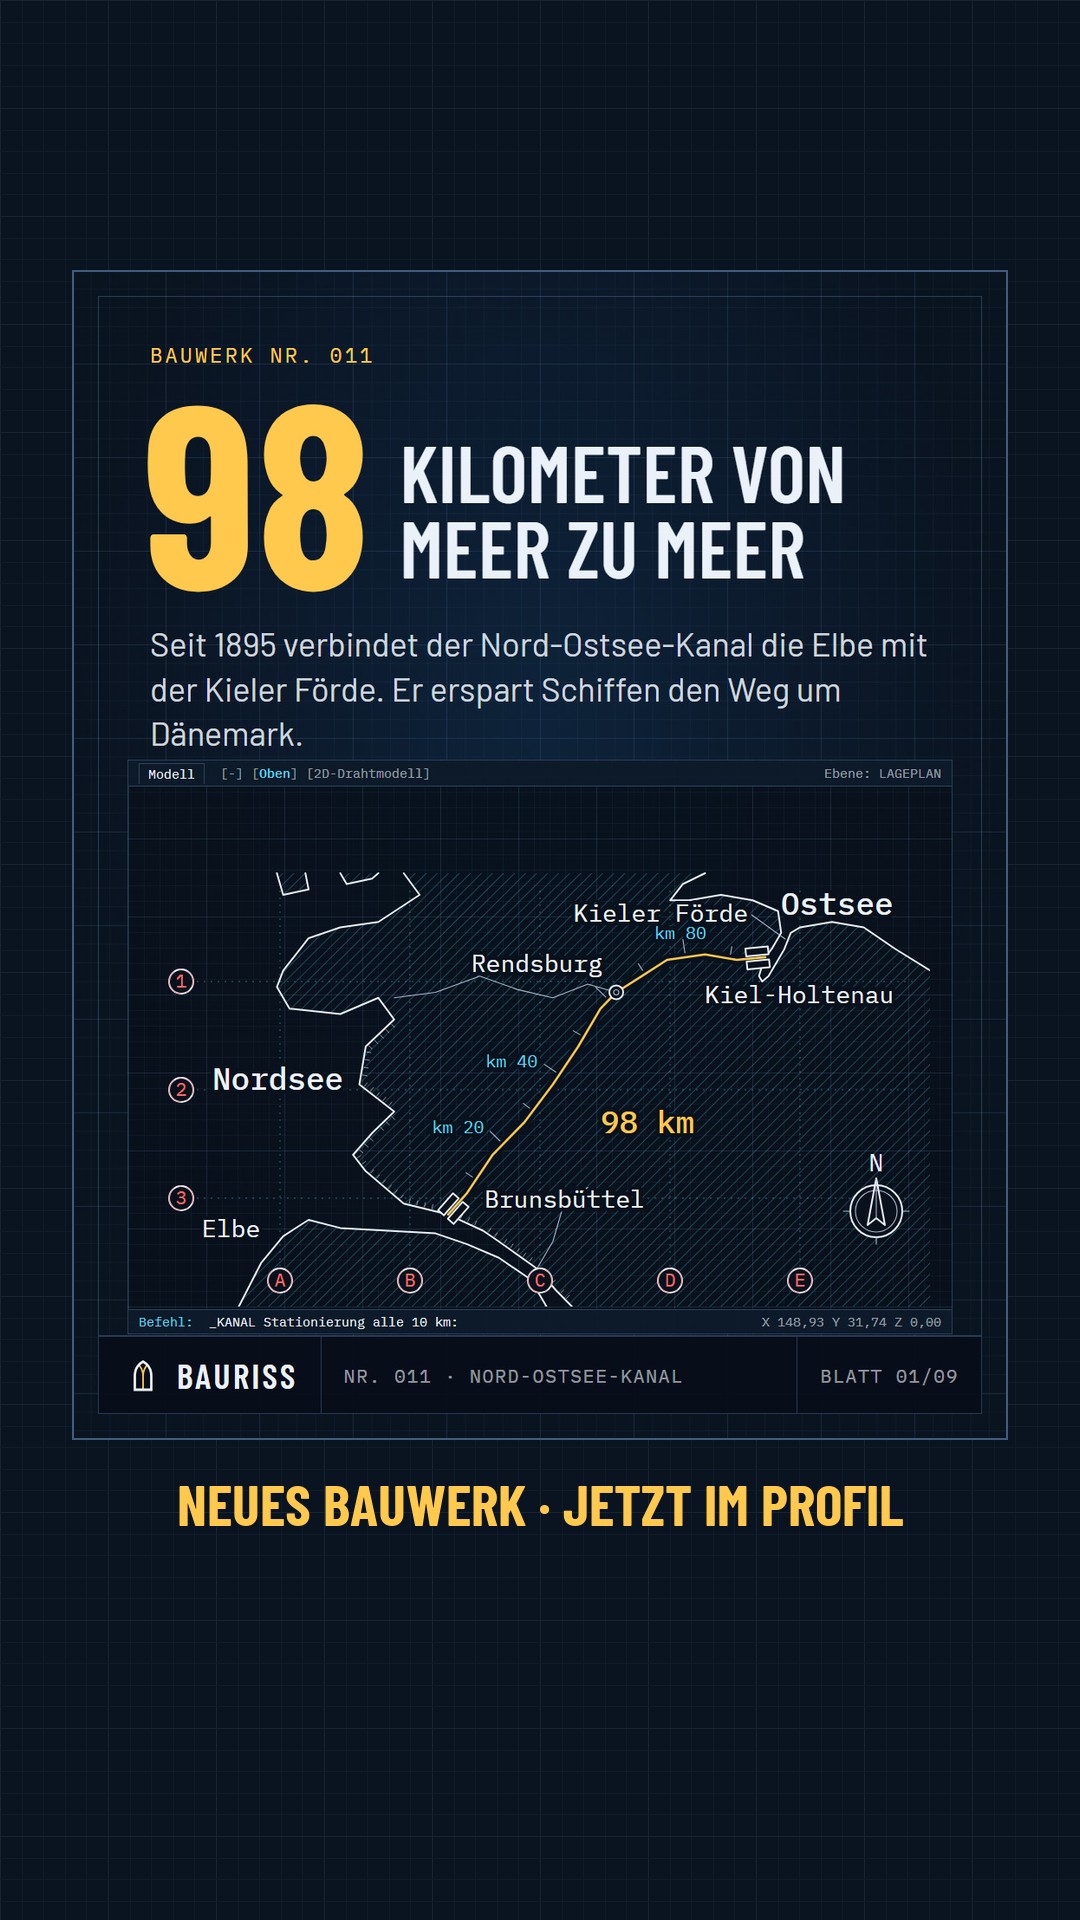 BAUWERK NR. 011
98
KILOMETER VON
MEER ZU MEER
Seit 1895 verbindet der Nord-Ostsee-Kanal die Elbe mit
der Kieler Förde. Er erspart Schiffen den Weg um
Dänemark.
Modell [-] [Oben] [2D-Drahtmodell] Ebene: LAGEPLAN
Ostsee
Kieler Förde
km 80
Rendsburg
1
Kiel-Holtenau
km 40
2
Nordsee
98 km
km 20
N
3
Brunsbüttel
Elbe
A B C D E
Befehl: _KANAL Stationierung alle 10 km: X 148,93 Y 31,74 Z 0,00
BAURISS NR. 011 · NORD-OSTSEE-KANAL BLATT 01/09
NEUES BAUWERK · JETZT IM PROFIL